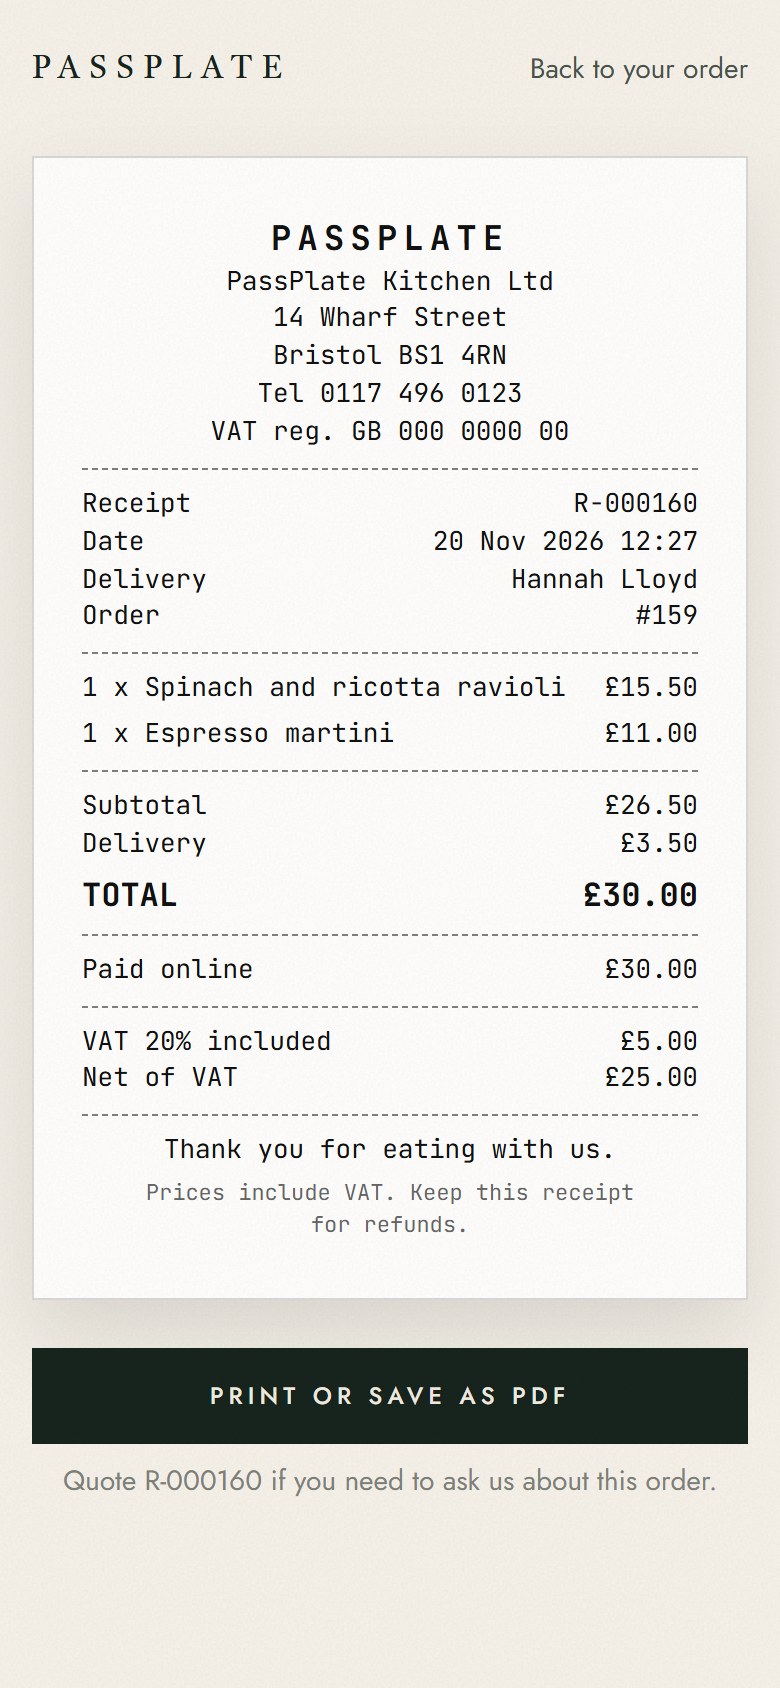 PASSPLATE
Back to your order
PASSPLATE
PassPlate Kitchen Ltd
14 Wharf Street
Bristol BS1 4RN
Tel 0117 496 0123
VAT reg. GB 000 0000 00
Receipt R-000160
Date 20 Nov 2026 12:27
Delivery Hannah Lloyd
Order #159
1 x Spinach and ricotta ravioli £15.50
1 x Espresso martini £11.00
Subtotal £26.50
Delivery £3.50
TOTAL £30.00
Paid online £30.00
VAT 20% included £5.00
Net of VAT £25.00
Thank you for eating with us.
Prices include VAT. Keep this receipt
for refunds.
PRINT OR SAVE AS PDF
Quote R-000160 if you need to ask us about this order.